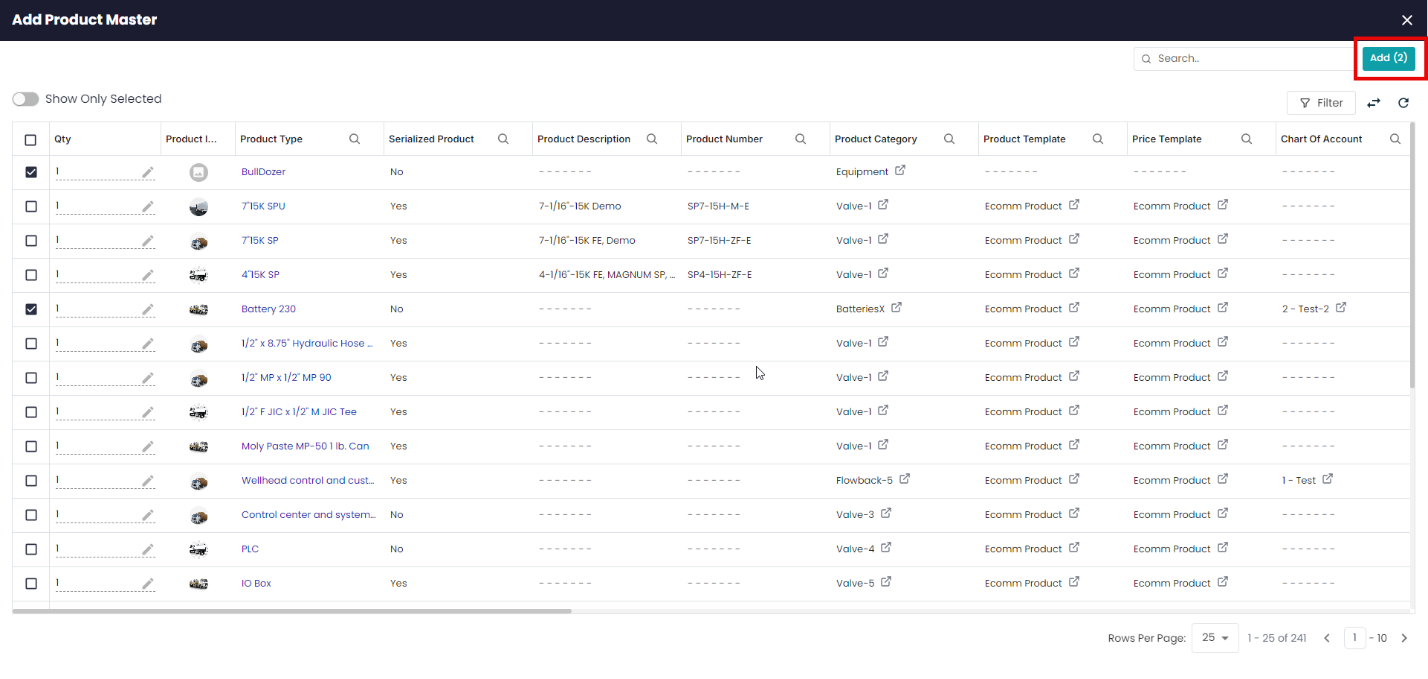 Add Product Master
Search..
Add (2)
Show Only Selected
Filter
Qty Product I... Product Type Serialized Product Product Description Product Number Product Category Product Template Price Template Chart Of Account
1 BullDozer No ------- ------- Equipment ------- ------- -------
1 7"15K SPU Yes 7-1/16"-15K Demo SP7-15H-M-E Valve-1 Ecomm Product Ecomm Product -------
1 7"15K SP Yes 7-1/16"-15K FE, Demo SP7-15H-ZF-E Valve-1 Ecomm Product Ecomm Product -------
1 4"15K SP Yes 4-1/16"-15K FE, MAGNUM SP, ... SP4-15H-ZF-E Valve-1 Ecomm Product Ecomm Product -------
1 Battery 230 No ------- ------- BatteriesX Ecomm Product Ecomm Product 2 - Test-2
1 1/2" x 8.75" Hydraulic Hose ... Yes ------- ------- Valve-1 Ecomm Product Ecomm Product -------
1 1/2" MP x 1/2" MP 90 Yes ------- ------- Valve-1 Ecomm Product Ecomm Product -------
1 1/2" F JIC x 1/2" M JIC Tee Yes ------- ------- Valve-1 Ecomm Product Ecomm Product -------
1 Moly Paste MP-50 1 lb. Can Yes ------- ------- Valve-1 Ecomm Product Ecomm Product -------
1 Wellhead control and cust... Yes ------- ------- Flowback-5 Ecomm Product Ecomm Product 1 - Test
1 Control center and system... No ------- ------- Valve-3 Ecomm Product Ecomm Product -------
1 PLC No ------- ------- Valve-4 Ecomm Product Ecomm Product -------
1 IO Box Yes ------- ------- Valve-5 Ecomm Product Ecomm Product -------
Rows Per Page: 25 1 - 25 of 241 1 - 10